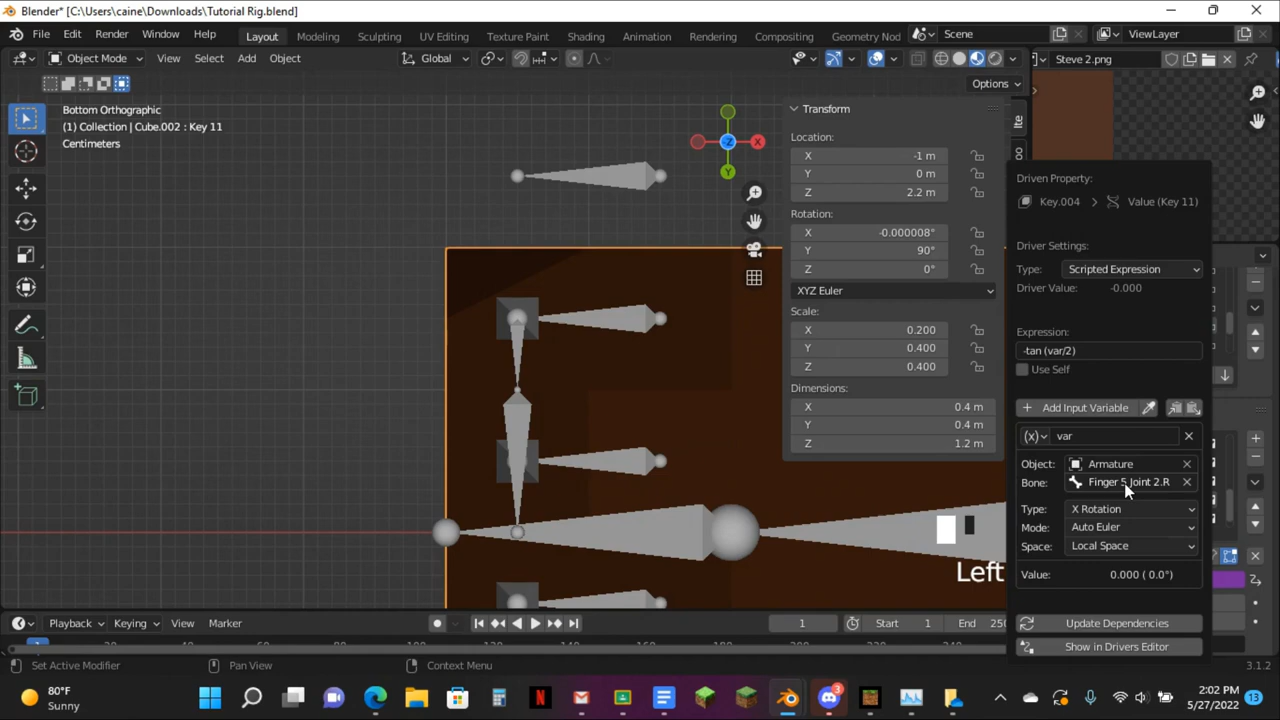 Blender* [C:\Users\caine\Downloads\Tutorial Rig.blend]
File Edit Render Window Help Layout Modeling Sculpting UV Editing Texture Paint Shading Animation Rendering Compositing Geometry Nod Scene ViewLayer
Object Mode View Select Add Object Global Steve 2.png
Options
Bottom Orthographic
(1) Collection | Cube.002 : Key 11
Centimeters
X
Y
Z
Transform
Location:
X -1 m
Y 0 m
Z 2.2 m
Rotation:
X -0.000008°
Y 90°
Z 0°
XYZ Euler
Scale:
X 0.200
Y 0.400
Z 0.400
Dimensions:
X 0.4 m
Y 0.4 m
Z 1.2 m
Driven Property:
Key.004 Value (Key 11)
Driver Settings:
Type: Scripted Expression
Driver Value: -0.000
Expression:
-tan (var/2)
Use Self
Add Input Variable
(x) var
Object: Armature
Bone: Finger 5 Joint 2.R
Type: X Rotation
Mode: Auto Euler
Space: Local Space
Value: 0.000 ( 0.0°)
Update Dependencies
Show in Drivers Editor
Left
Playback Keying View Marker 1 Start 1 End 250
Set Active Modifier Pan View Context Menu 3.1.2
80°F
Sunny
3
2:02 PM
5/27/2022
13